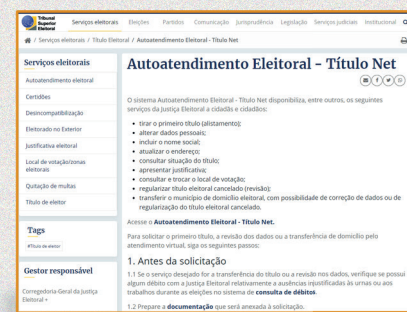 Tribunal
Superior
Eleitoral
Serviços eleitorais Eleições Partidos Comunicação Jurisprudência Legislação Serviços judiciais Institucional
/ Serviços eleitorais / Título Eleitoral / Autoatendimento Eleitoral - Título Net
Serviços eleitorais
Autoatendimento eleitoral
Certidões
Desincompatibilização
Eleitorado no Exterior
Justificativa eleitoral
Local de votação/zonas
eleitorais
Quitação de multas
Título de eleitor
Tags
#Título de eleitor
Gestor responsável
Corregedoria-Geral da Justiça
Eleitoral +
Autoatendimento Eleitoral - Título Net
O sistema Autoatendimento Eleitoral - Título Net disponibiliza, entre outros, os seguintes
serviços da Justiça Eleitoral a cidadãs e cidadãos:
• tirar o primeiro título (alistamento);
• alterar dados pessoais;
• incluir o nome social;
• atualizar o endereço;
• consultar situação do título;
• apresentar justificativa;
• consultar e trocar o local de votação;
• regularizar título eleitoral cancelado (revisão);
• transferir o município de domicílio eleitoral, com possibilidade de correção de dados ou de
regularização do título eleitoral cancelado.
Acesse o Autoatendimento Eleitoral - Título Net.
Para solicitar o primeiro título, a revisão dos dados ou a transferência de domicílio pelo
atendimento virtual, siga os seguintes passos:
1. Antes da solicitação
1.1 Se o serviço desejado for a transferência do título ou a revisão nos dados, verifique se possui
algum débito com a Justiça Eleitoral relativamente a ausências injustificadas às urnas ou aos
trabalhos durante as eleições no sistema de consulta de débitos.
1.2 Prepare a documentação que será anexada à solicitação.